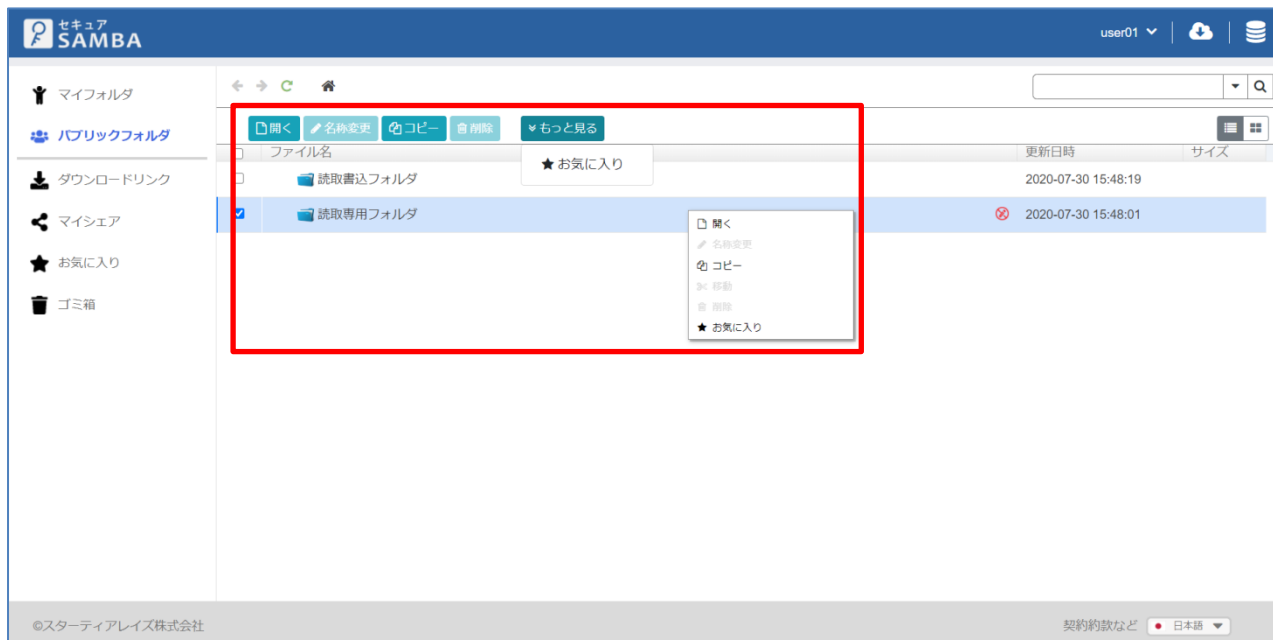 セキュア
SAMBA
user01
マイフォルダ
パブリックフォルダ
ダウンロードリンク
マイシェア
お気に入り
ゴミ箱
開く 名称変更 コピー 削除 もっと見る
お気に入り
ファイル名 更新日時 サイズ
読取書込フォルダ 2020-07-30 15:48:19
読取専用フォルダ 2020-07-30 15:48:01
開く
名称変更
コピー
移動
削除
お気に入り
©スターティアレイズ株式会社 契約約款など 日本語